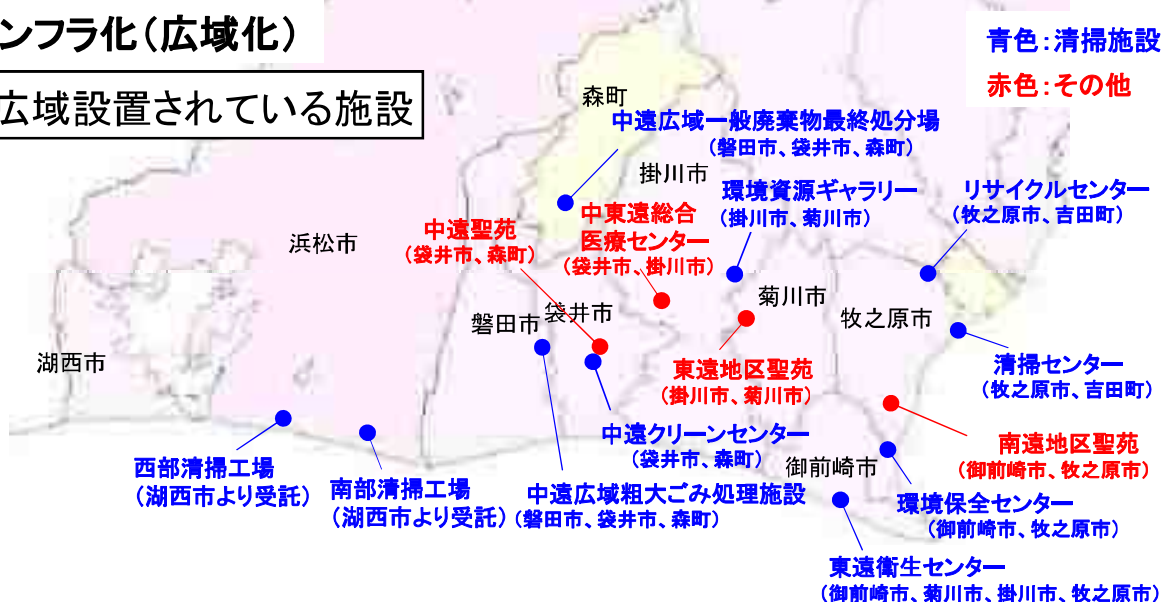 ンフラ化（広域化）
広域設置されている施設
青色：清掃施設
赤色：その他
森町
中遠広域一般廃棄物最終処分場
（磐田市、袋井市、森町）
掛川市
環境資源ギャラリー
（掛川市、菊川市）
リサイクルセンター
（牧之原市、吉田町）
中遠聖苑
（袋井市、森町）
中東遠総合
医療センター
（袋井市、掛川市）
浜松市
磐田市
袋井市
菊川市
牧之原市
湖西市
東遠地区聖苑
（掛川市、菊川市）
清掃センター
（牧之原市、吉田町）
中遠クリーンセンター
（袋井市、森町）
南遠地区聖苑
（御前崎市、牧之原市）
西部清掃工場
（湖西市より受託）
南部清掃工場
（湖西市より受託）
中遠広域粗大ごみ処理施設
（磐田市、袋井市、森町）
御前崎市
環境保全センター
（御前崎市、牧之原市）
東遠衛生センター
（御前崎市、菊川市、掛川市、牧之原市）